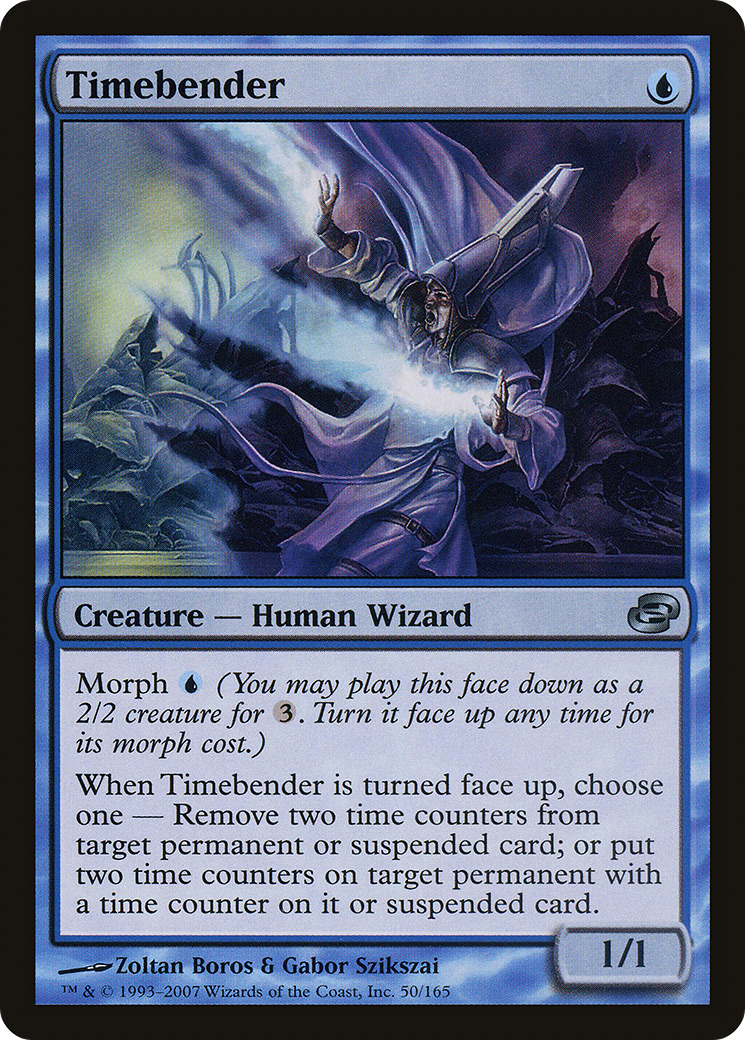 Timebender
Creature — Human Wizard
Morph (You may play this face down as a
2/2 creature for 3. Turn it face up any time for
its morph cost.)
When Timebender is turned face up, choose
one — Remove two time counters from
target permanent or suspended card; or put
two time counters on target permanent with
a time counter on it or suspended card.
1/1
Zoltan Boros & Gabor Szikszai
™ & © 1993–2007 Wizards of the Coast, Inc. 50/165